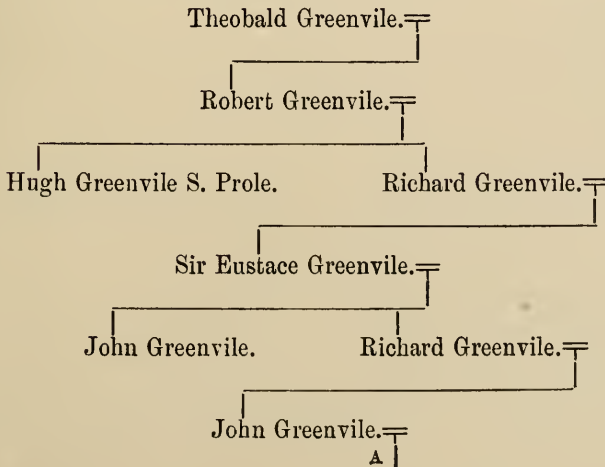 Theobald Greenvile.
Robert Greenvile.
Hugh Greenvile S. Prole. Richard Greenvile.
Sir Eustace Greenvile.
John Greenvile. Richard Greenvile.
John Greenvile.
A